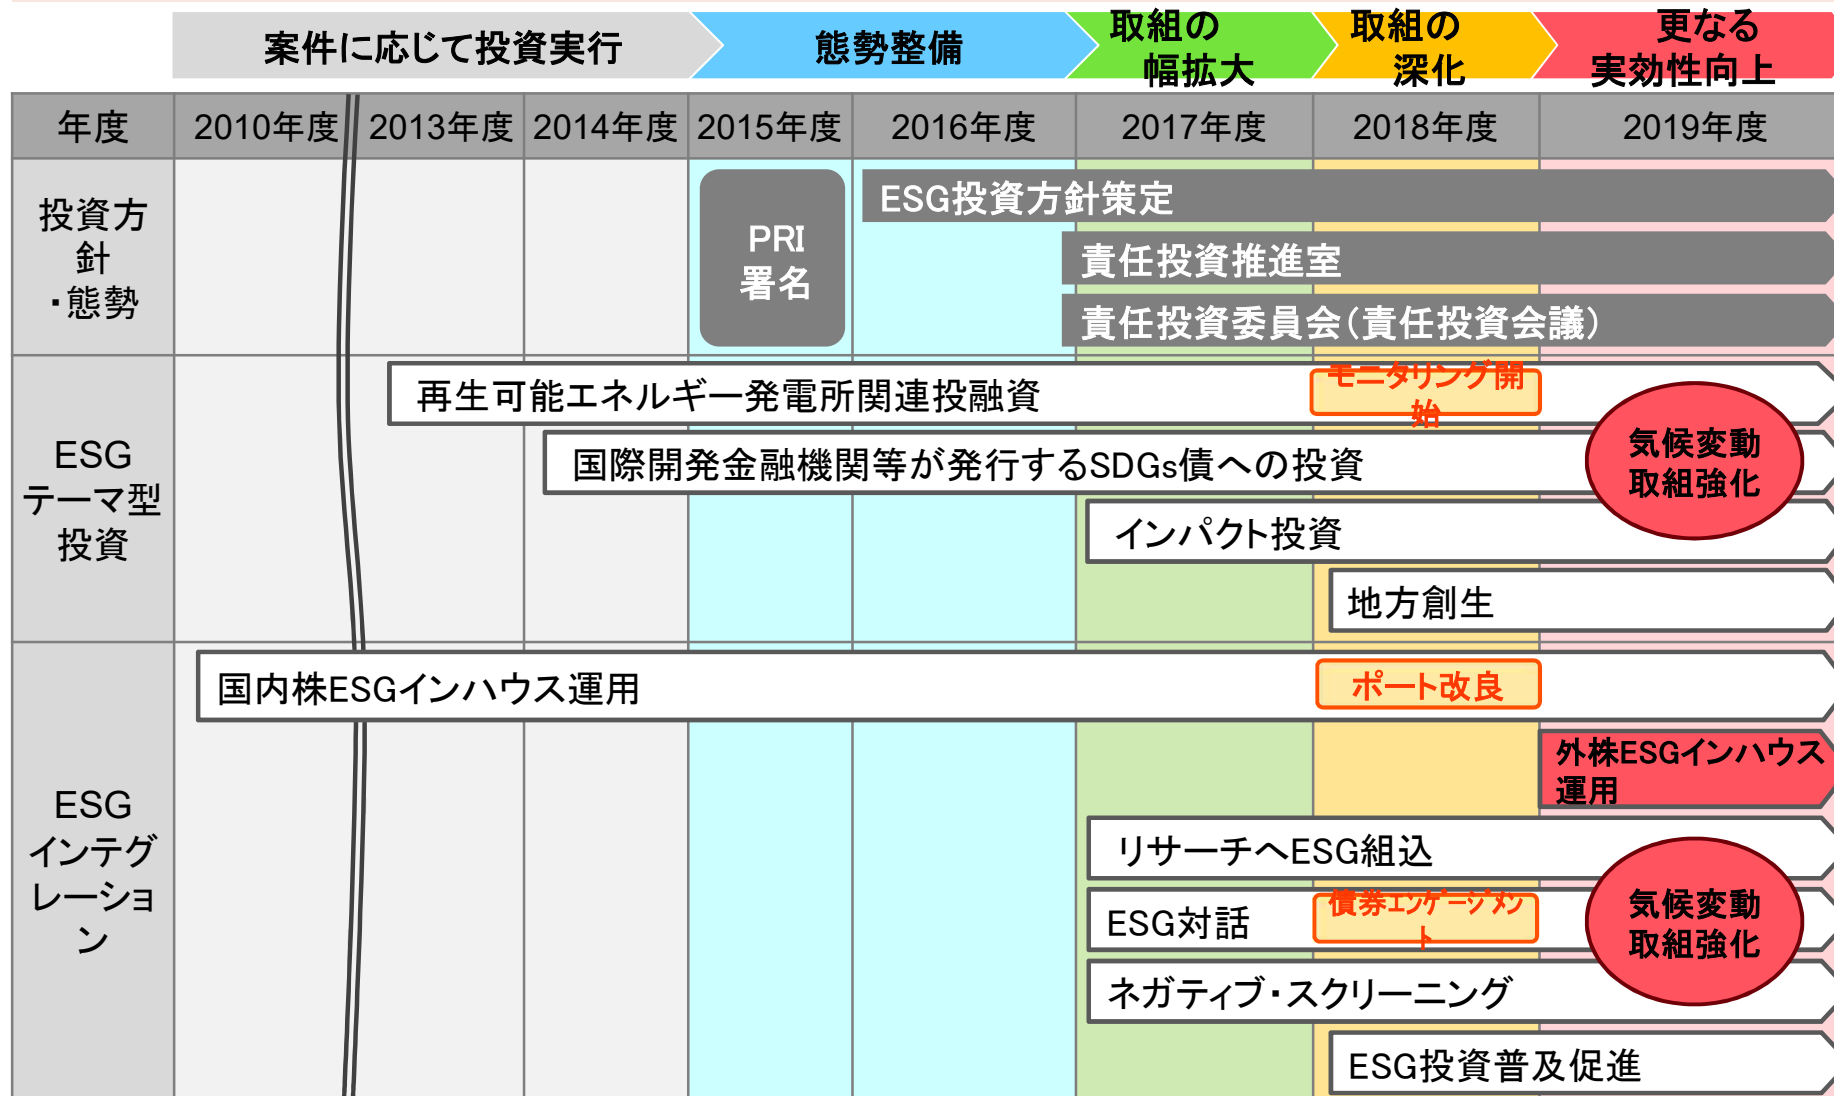 案件に応じて投資実行
態勢整備
取組の
幅拡大
取組の
深化
更なる
実効性向上
年度
2010年度
2013年度
2014年度
2015年度
2016年度
2017年度
2018年度
2019年度
投資方
針
・態勢
PRI
署名
ESG投資方針策定
責任投資推進室
責任投資委員会(責任投資会議)
ESG
テーマ型
投資
再生可能エネルギー発電所関連投融資
モニタリング開
始
国際開発金融機関等が発行するSDGs債への投資
インパクト投資
地方創生
気候変動
取組強化
ESG
インテグ
レーショ
ン
国内株ESGインハウス運用
ポート改良
外株ESGインハウス
運用
リサーチへESG組込
ESG対話
債券ｴﾝｹﾞｰｼﾞﾒﾝ
ﾄ
ネガティブ・スクリーニング
ESG投資普及促進
気候変動
取組強化